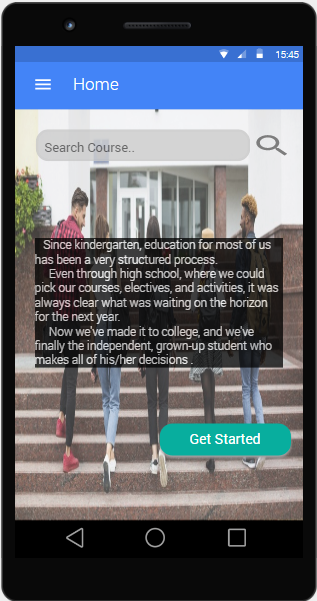 15:45
Home
Search Course..
Since kindergarten, education for most of us
has been a very structured process.
Even through high school, where we could
pick our courses, electives, and activities, it was
always clear what was waiting on the horizon
for the next year.
Now we've made it to college, and we've
finally the independent, grown-up student who
makes all of his/her decisions .
Get Started